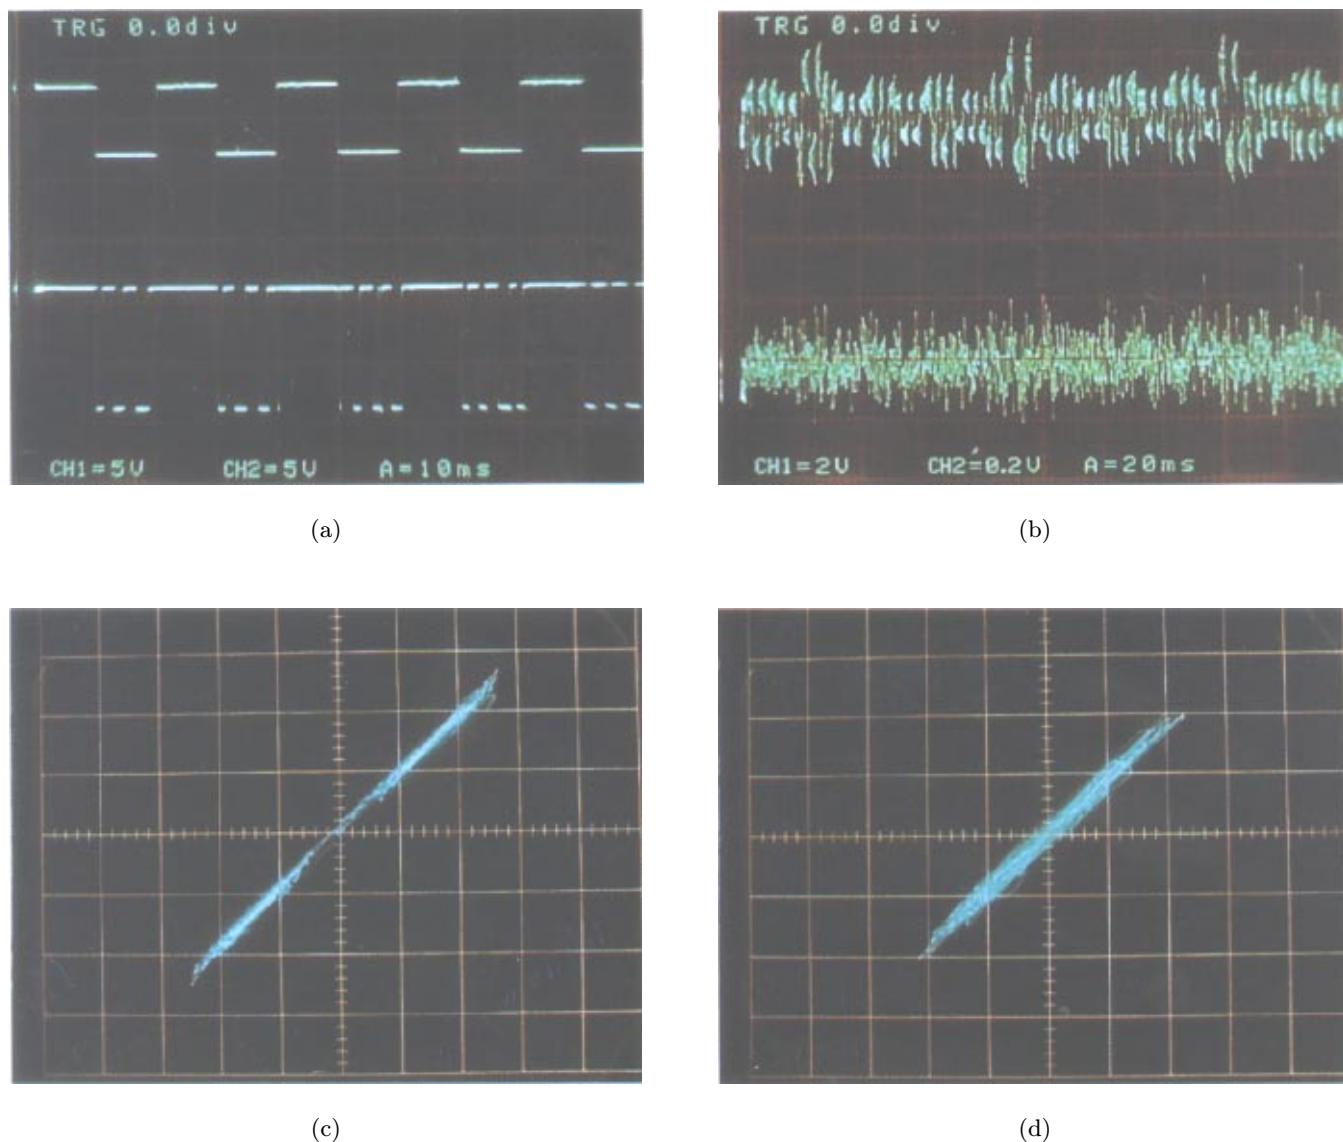 TRG 0.0div
CH1=5V CH2=5V A=10ms
(a)
TRG 0.0div
CH1=2V CH2=0.2V A=20ms
(b)
(c)
(d)